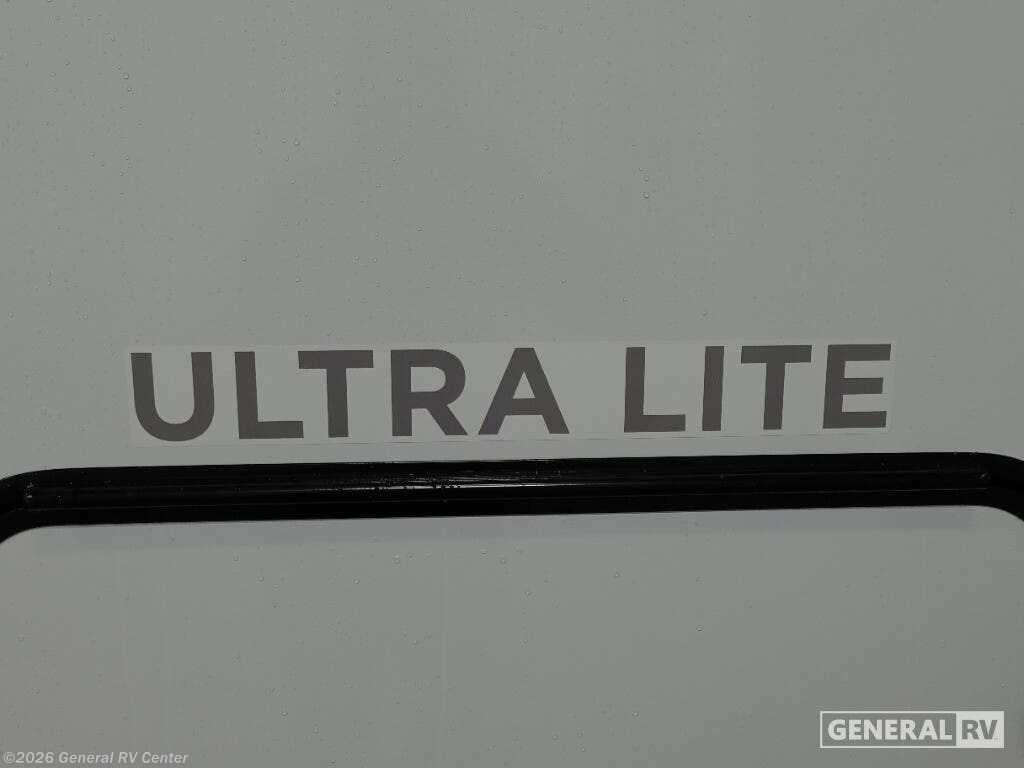 ULTRA LITE
GENERAL RV
©2026 General RV Center